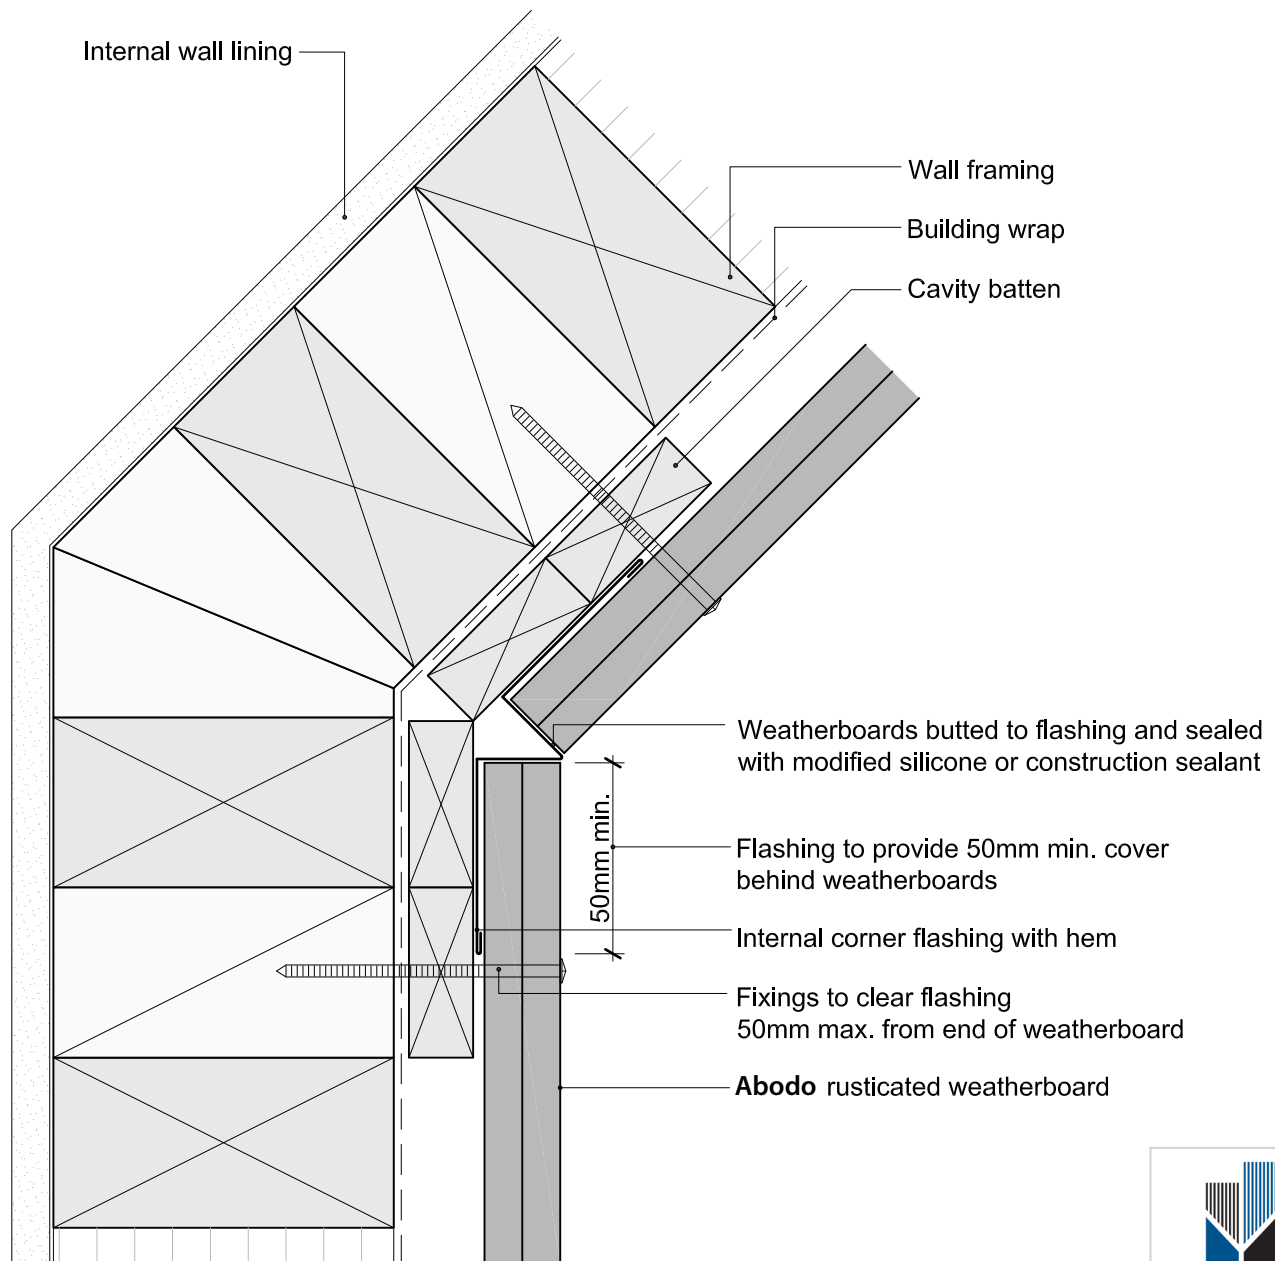 Internal wall lining
Wall framing
Building wrap
Cavity batten
Weatherboards butted to flashing and sealed
with modified silicone or construction sealant
50mm min.
Flashing to provide 50mm min. cover
behind weatherboards
Internal corner flashing with hem
Fixings to clear flashing
50mm max. from end of weatherboard
Abodo rusticated weatherboard